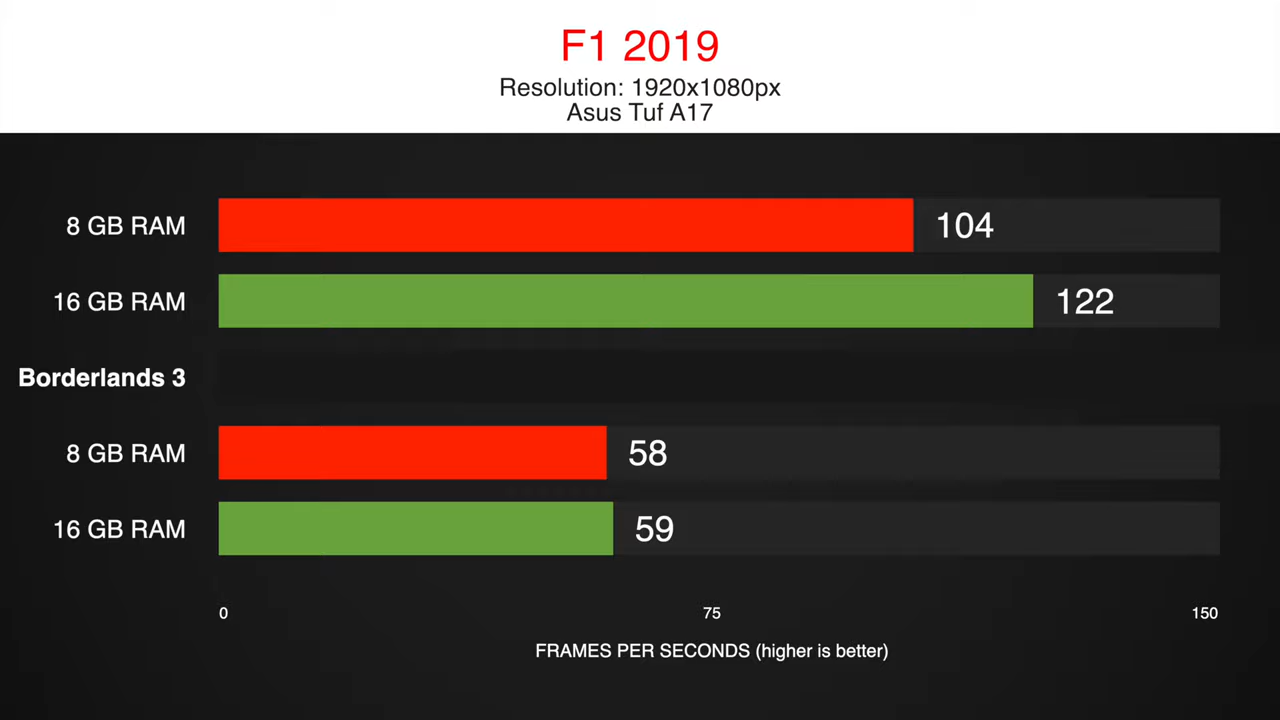 F1 2019
Resolution: 1920x1080px
Asus Tuf A17
8 GB RAM 104
16 GB RAM 122
Borderlands 3
8 GB RAM 58
16 GB RAM 59
0 75 150
FRAMES PER SECONDS (higher is better)